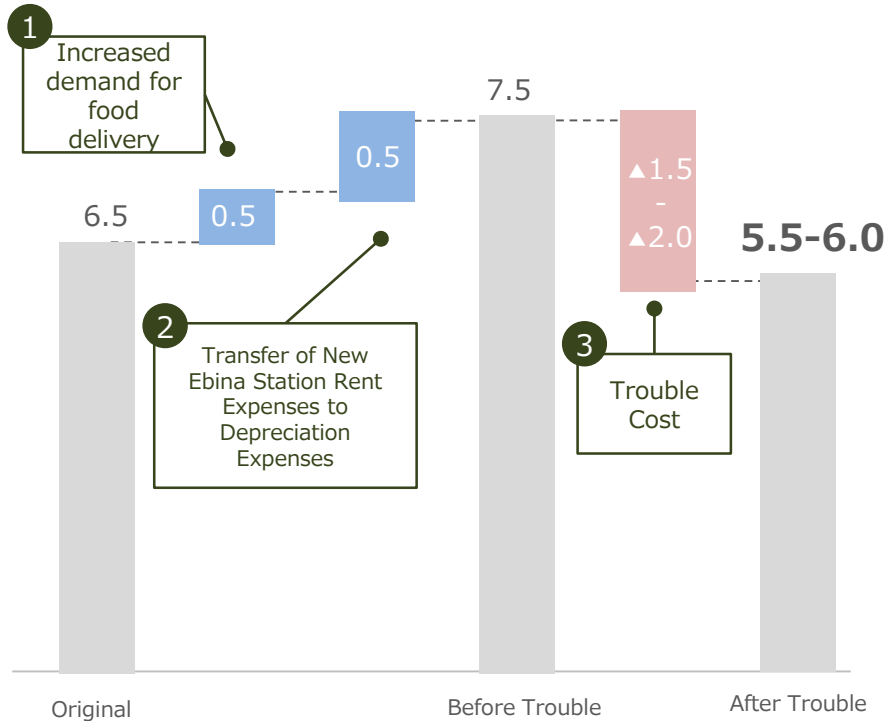 1
Increased
demand for
food
delivery
7.5
0.5
▲1.5
-
▲2.0
6.5
0.5
5.5-6.0
2
Transfer of New
Ebina Station Rent
Expenses to
Depreciation
Expenses
3
Trouble
Cost
Original
Before Trouble
After Trouble